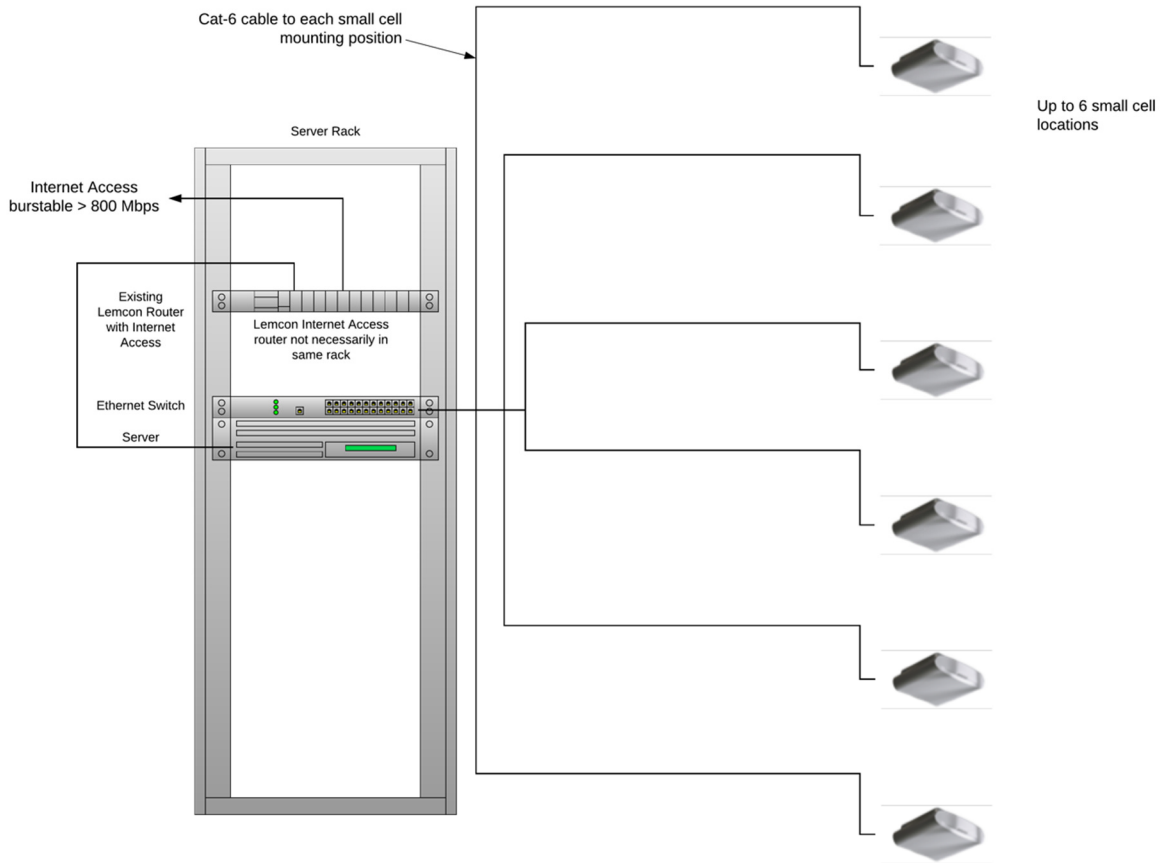 Cat-6 cable to each small cell
mounting position
Up to 6 small cell
locations
Server Rack
Internet Access
burstable > 800 Mbps
Existing
Lemcon Router
with Internet
Access
Lemcon Internet Access
router not necessarily in
same rack
Ethernet Switch
Server